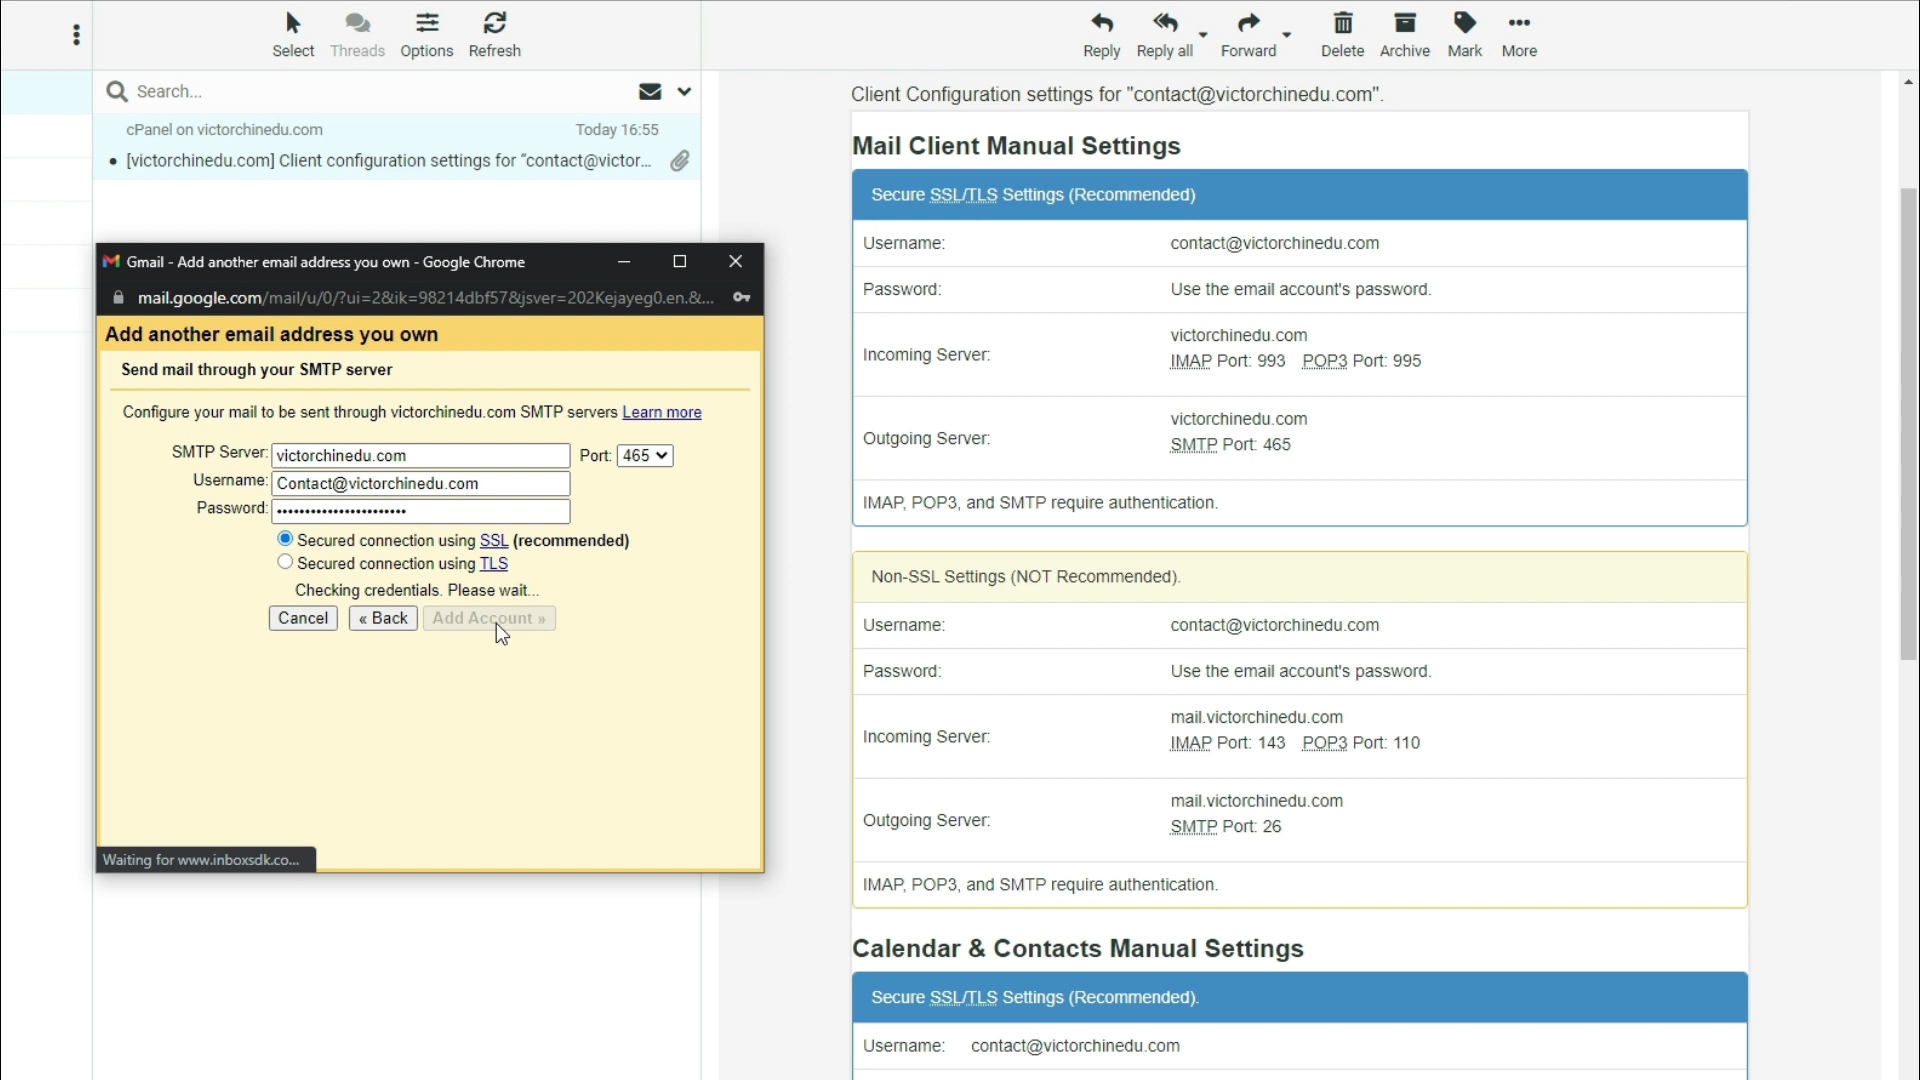 Select
Threads
Options
Refresh
Reply
Reply all
Forward
Delete
Archive
Mark
More
Search...
cPanel on victorchinedu.com Today 16:55
• [victorchinedu.com] Client configuration settings for “contact@victor...
Gmail - Add another email address you own - Google Chrome
mail.google.com/mail/u/0/?ui=2&ik=98214dbf57&jsver=202Kejayeg0.en.&...
Add another email address you own
Send mail through your SMTP server
Configure your mail to be sent through victorchinedu.com SMTP servers Learn more
SMTP Server: victorchinedu.com Port: 465
Username: Contact@victorchinedu.com
Password: •••••••••••••••••••••••
Secured connection using SSL (recommended)
Secured connection using TLS
Checking credentials. Please wait...
Cancel « Back Add Account »
Waiting for www.inboxsdk.co...
Client Configuration settings for "contact@victorchinedu.com".
Mail Client Manual Settings
Secure SSL/TLS Settings (Recommended)
Username: contact@victorchinedu.com
Password: Use the email account's password.
victorchinedu.com
Incoming Server:
IMAP Port: 993 POP3 Port: 995
victorchinedu.com
Outgoing Server:
SMTP Port: 465
IMAP, POP3, and SMTP require authentication.
Non-SSL Settings (NOT Recommended).
Username: contact@victorchinedu.com
Password: Use the email account's password.
mail.victorchinedu.com
Incoming Server:
IMAP Port: 143 POP3 Port: 110
mail.victorchinedu.com
Outgoing Server:
SMTP Port: 26
IMAP, POP3, and SMTP require authentication.
Calendar & Contacts Manual Settings
Secure SSL/TLS Settings (Recommended).
Username: contact@victorchinedu.com